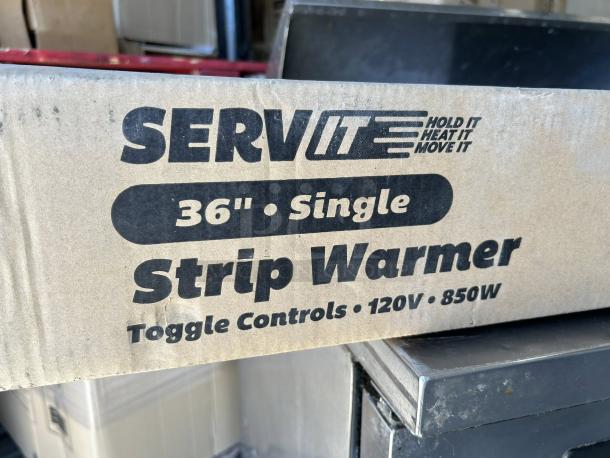 SERVIT HOLD IT
HEAT IT
MOVE IT
36" • Single
Strip Warmer
Toggle Controls • 120V • 850W